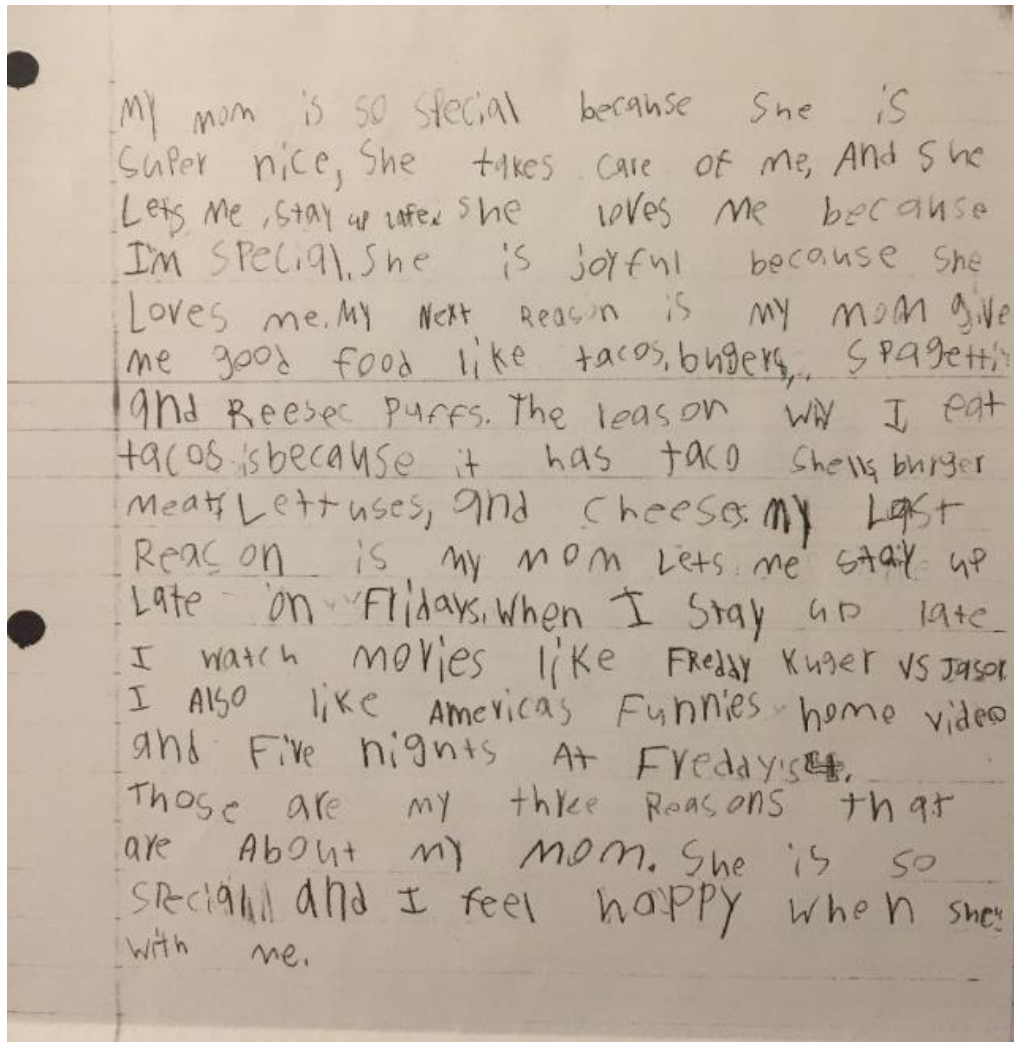 My mom is so special because She is
Super nice, She takes care of me, And She
Lets Me, Stay up late. She loves Me because
I'm Special. She is joyful because she
Loves me. My Next Reason is my mom give
me good food like tacos, bugers, Spagetti
and Reeses Puffs. The leason why I eat
tacos is because it has taco shells, burger
Meats, Lettuses, and cheeses. My Last
Reason is my mom Lets me stay up
Late on Fridays. When I Stay up late
I watch movies like FReddy Kuger VS Jason
I Also like Americas Funnies home video
and Five nights At Freddy's 4.
Those are my three Reasons that
are About my mom. She is so
special and I feel happy when she's
with me.